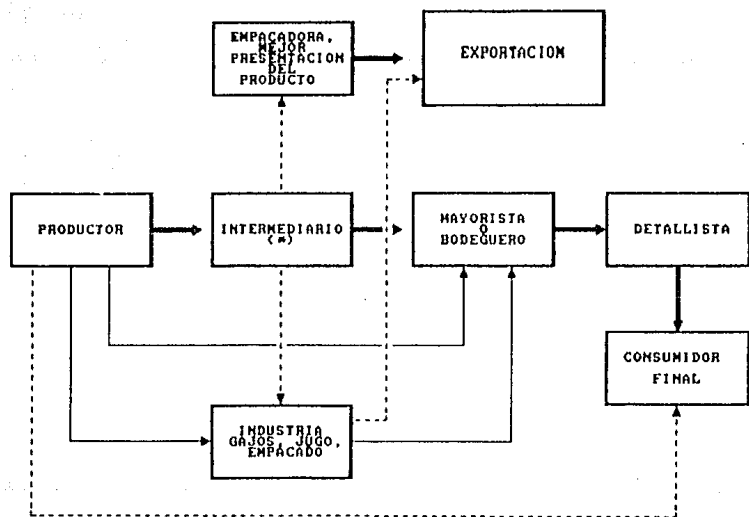 EMPACADORA,
MEJOR
PRESENTACION
DEL
PRODUCTO
EXPORTACION
PRODUCTOR
INTERMEDIARIO
(*)
MAYORISTA
O
BODEGUERO
DETALLISTA
CONSUMIDOR
FINAL
INDUSTRIA
GAJOS, JUGO,
EMPACADO